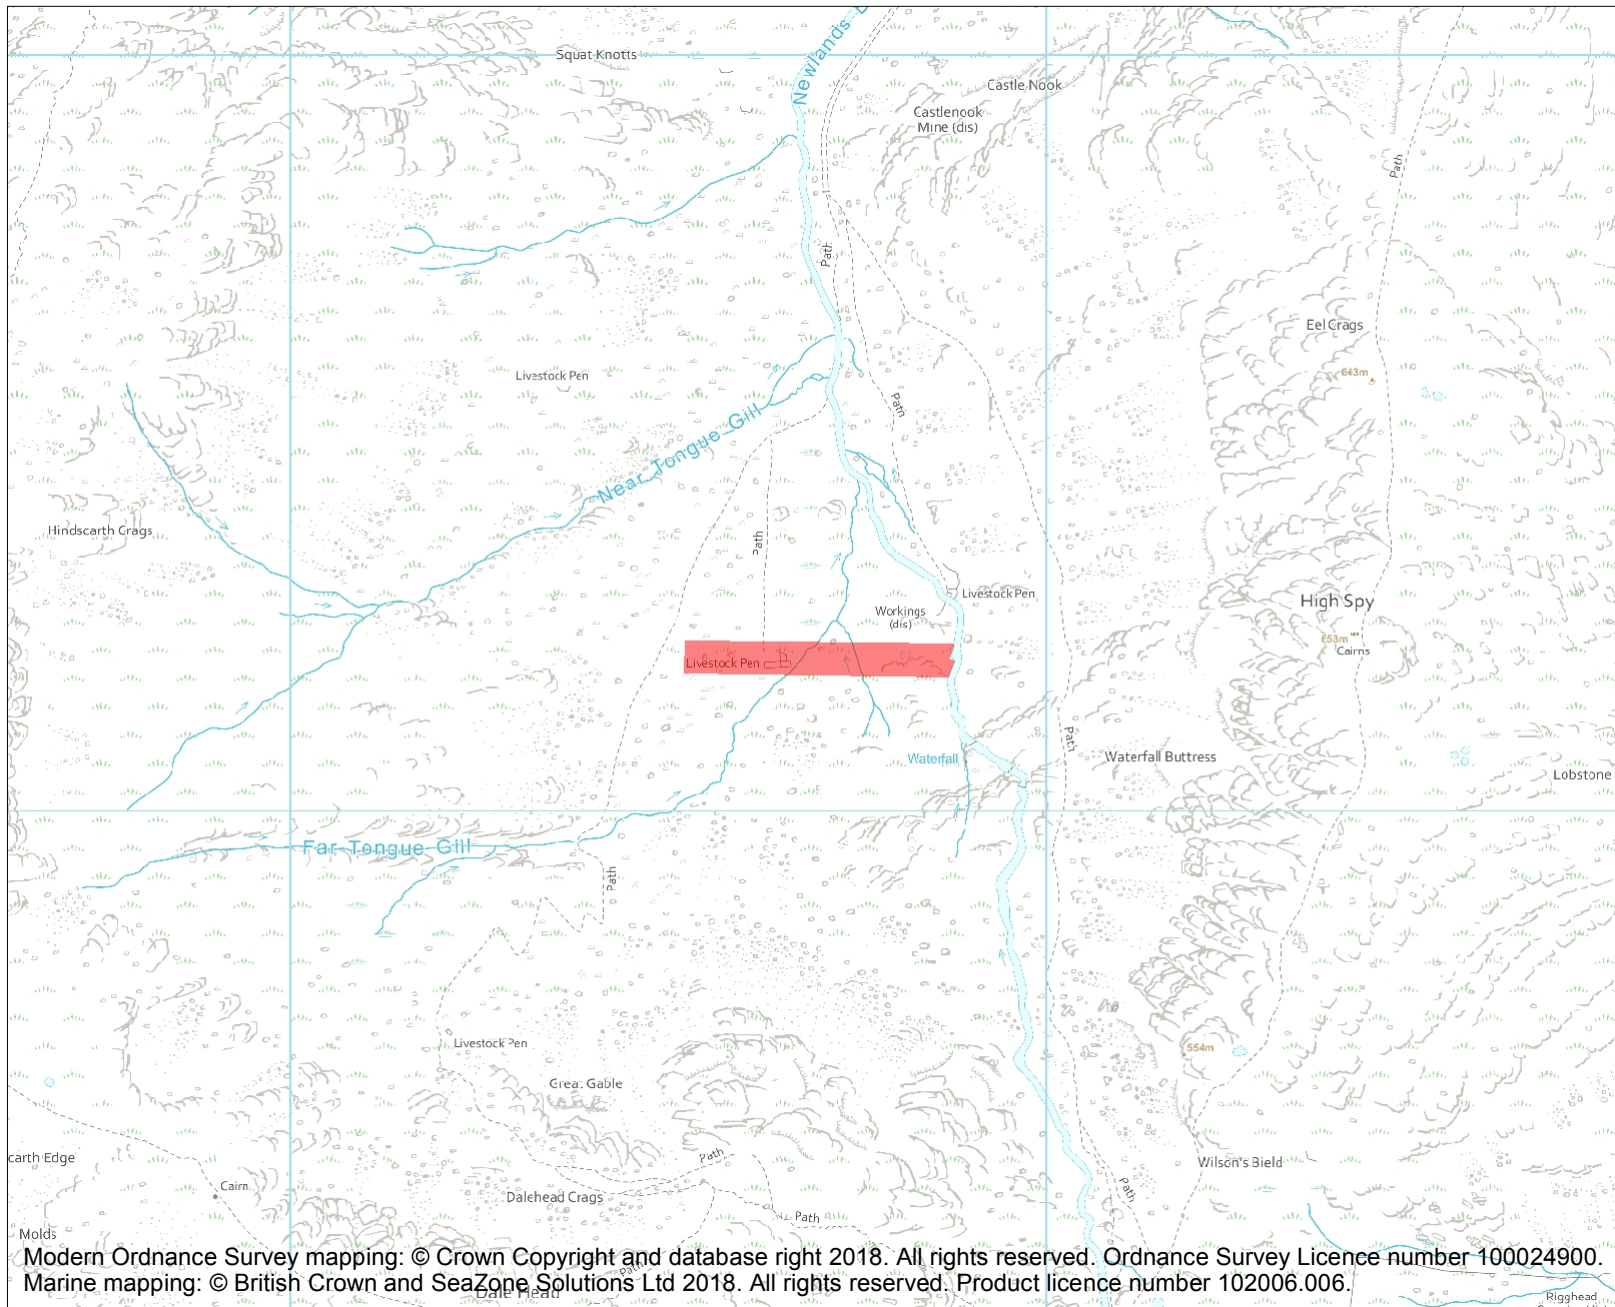 Squat Knotts
Newlands
Castle Nook
Castlenook
Mine (dis)
Path
Path
Eel Crags
643m
Livestock Pen
Path
Near Tongue Gill
Hindscarth Crags
Path
Livestock Pen
Workings
(dis)
High Spy
653m
Cairns
Livestock Pen
Path
Waterfall
Waterfall Buttress
Lobstone
Far Tongue Gill
Path
Livestock Pen
554m
Great Gable
Path
carth Edge
Wilson's Bield
Cairn
Dalehead Crags
Path
Path
Molds
Modern Ordnance Survey mapping: © Crown Copyright and database right 2018. All rights reserved. Ordnance Survey Licence number 100024900.
Path
Marine mapping: © British Crown and SeaZone Solutions Ltd 2018. All rights reserved. Product licence number 102006.006.
Dale Head
Rigghead